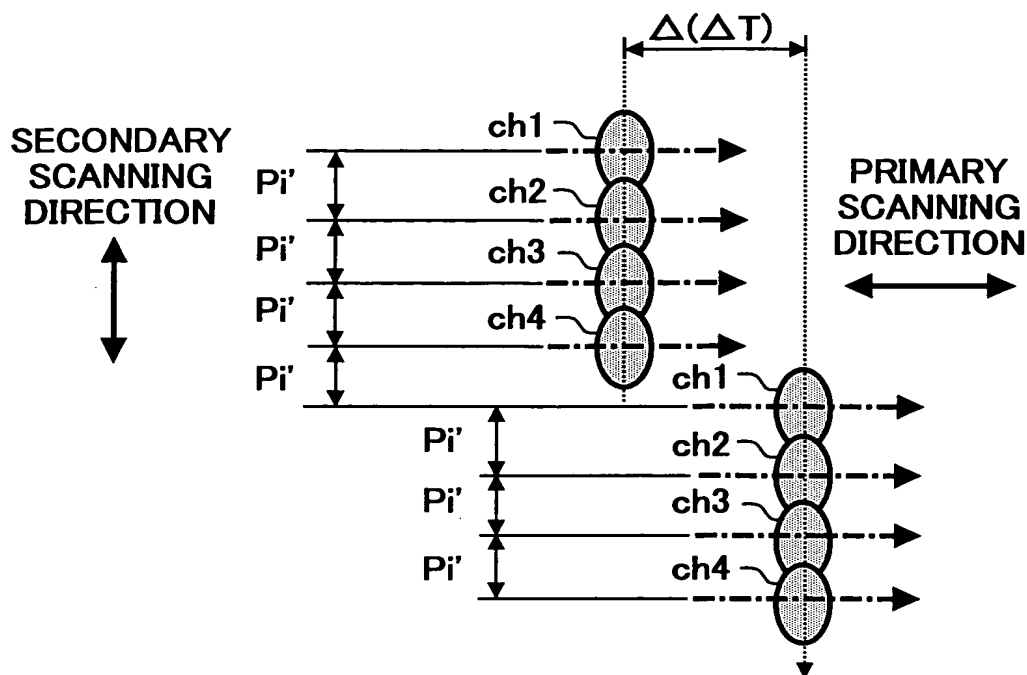 △(△T)
SECONDARY
SCANNING
DIRECTION
ch1
Pi'
ch2
Pi'
ch3
Pi'
ch4
Pi'
PRIMARY
SCANNING
DIRECTION
ch1
Pi'
ch2
Pi'
ch3
Pi'
ch4